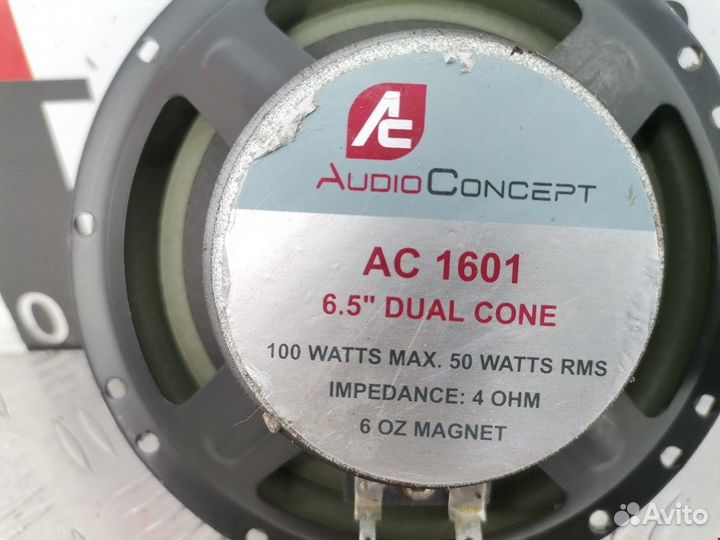 AC
AUDIOCONCEPT
AC 1601
6.5" DUAL CONE
100 WATTS MAX. 50 WATTS RMS
IMPEDANCE: 4 OHM
6 OZ MAGNET
O
Avito